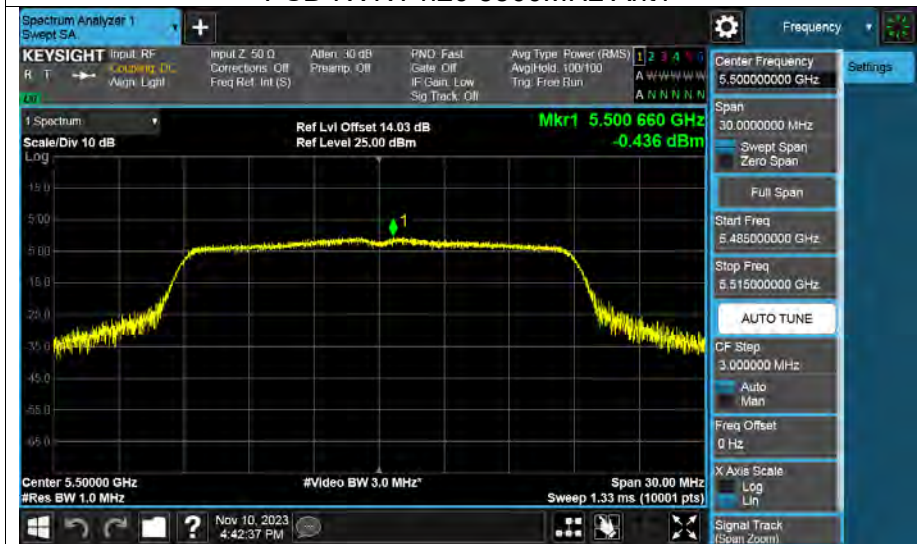 Spectrum Analyzer 1
Swept SA
+
Frequency
KEYSIGHT
Input: RF
Coupling: DC
Align: Light
R T
Input Z: 50 Ω
Corrections: Off
Freq Ref: Int (S)
Atten: 30 dB
Preamp: Off
PNO: Fast
Gate: Off
IF Gain: Low
Sig Track: Off
Avg Type: Power (RMS)
Avg|Hold: 100/100
Trig: Free Run
1 2 3 4 5 6
A W W W W W
A N N N N N
1 Spectrum
Scale/Div 10 dB
Log
Ref Lvl Offset 14.03 dB
Ref Level 25.00 dBm
Mkr1 5.500 660 GHz
-0.436 dBm
15.0
5.00
1
-5.00
-15.0
-25.0
-35.0
-45.0
-55.0
-65.0
Center 5.50000 GHz
#Res BW 1.0 MHz
#Video BW 3.0 MHz*
Span 30.00 MHz
Sweep 1.33 ms (10001 pts)
?
Nov 10, 2023
4:42:37 PM
Center Frequency
5.500000000 GHz
Settings
Span
30.0000000 MHz
Swept Span
Zero Span
Full Span
Start Freq
5.485000000 GHz
Stop Freq
5.515000000 GHz
AUTO TUNE
CF Step
3.000000 MHz
Auto
Man
Freq Offset
0 Hz
X Axis Scale
Log
Lin
Signal Track
(Span Zoom)